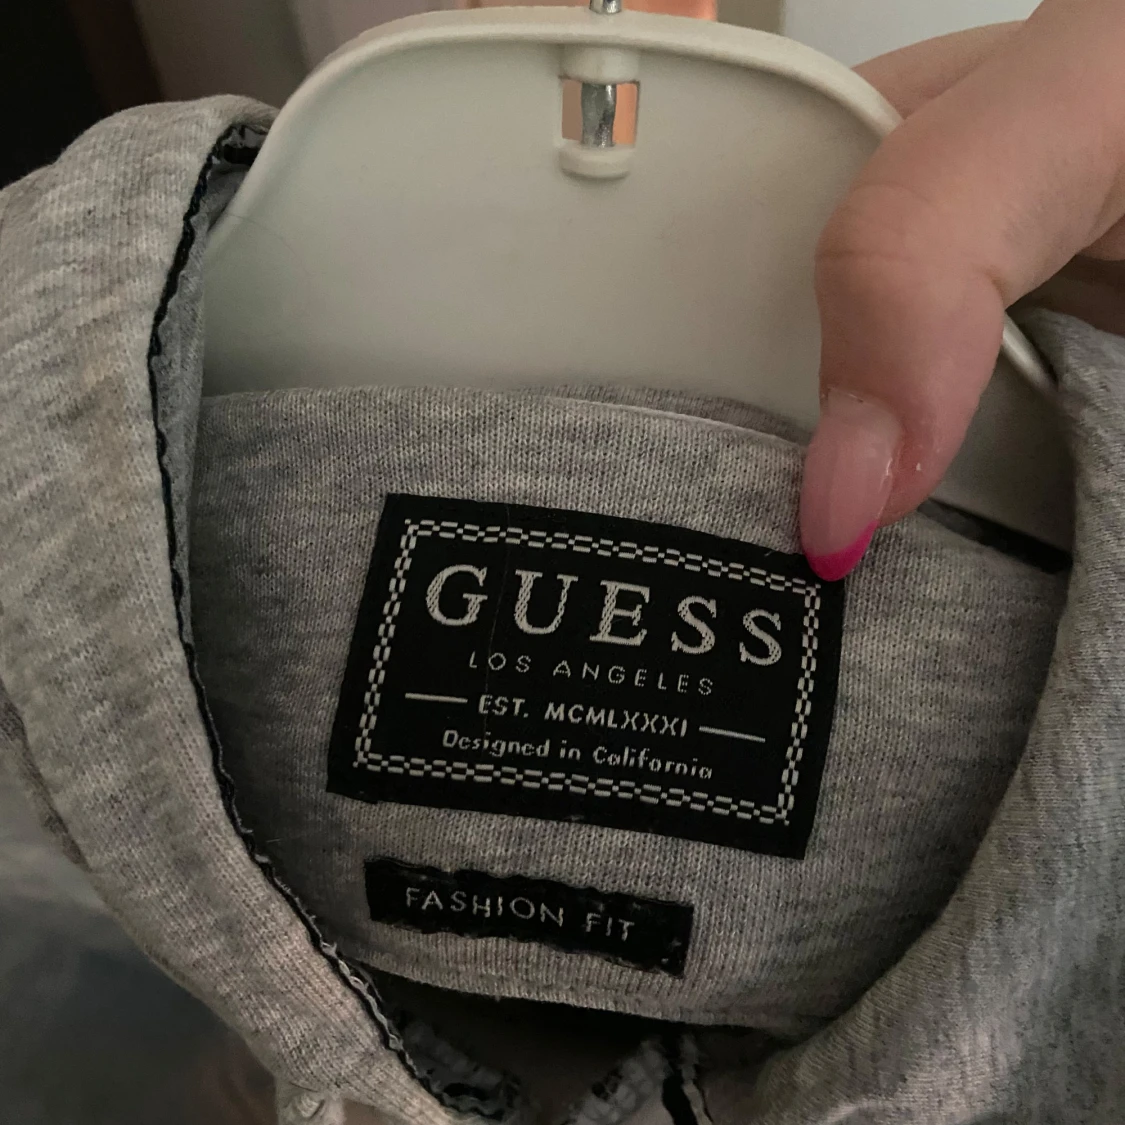 GUESS
LOS ANGELES
EST. MCMLXXXI
Designed in California
FASHION FIT